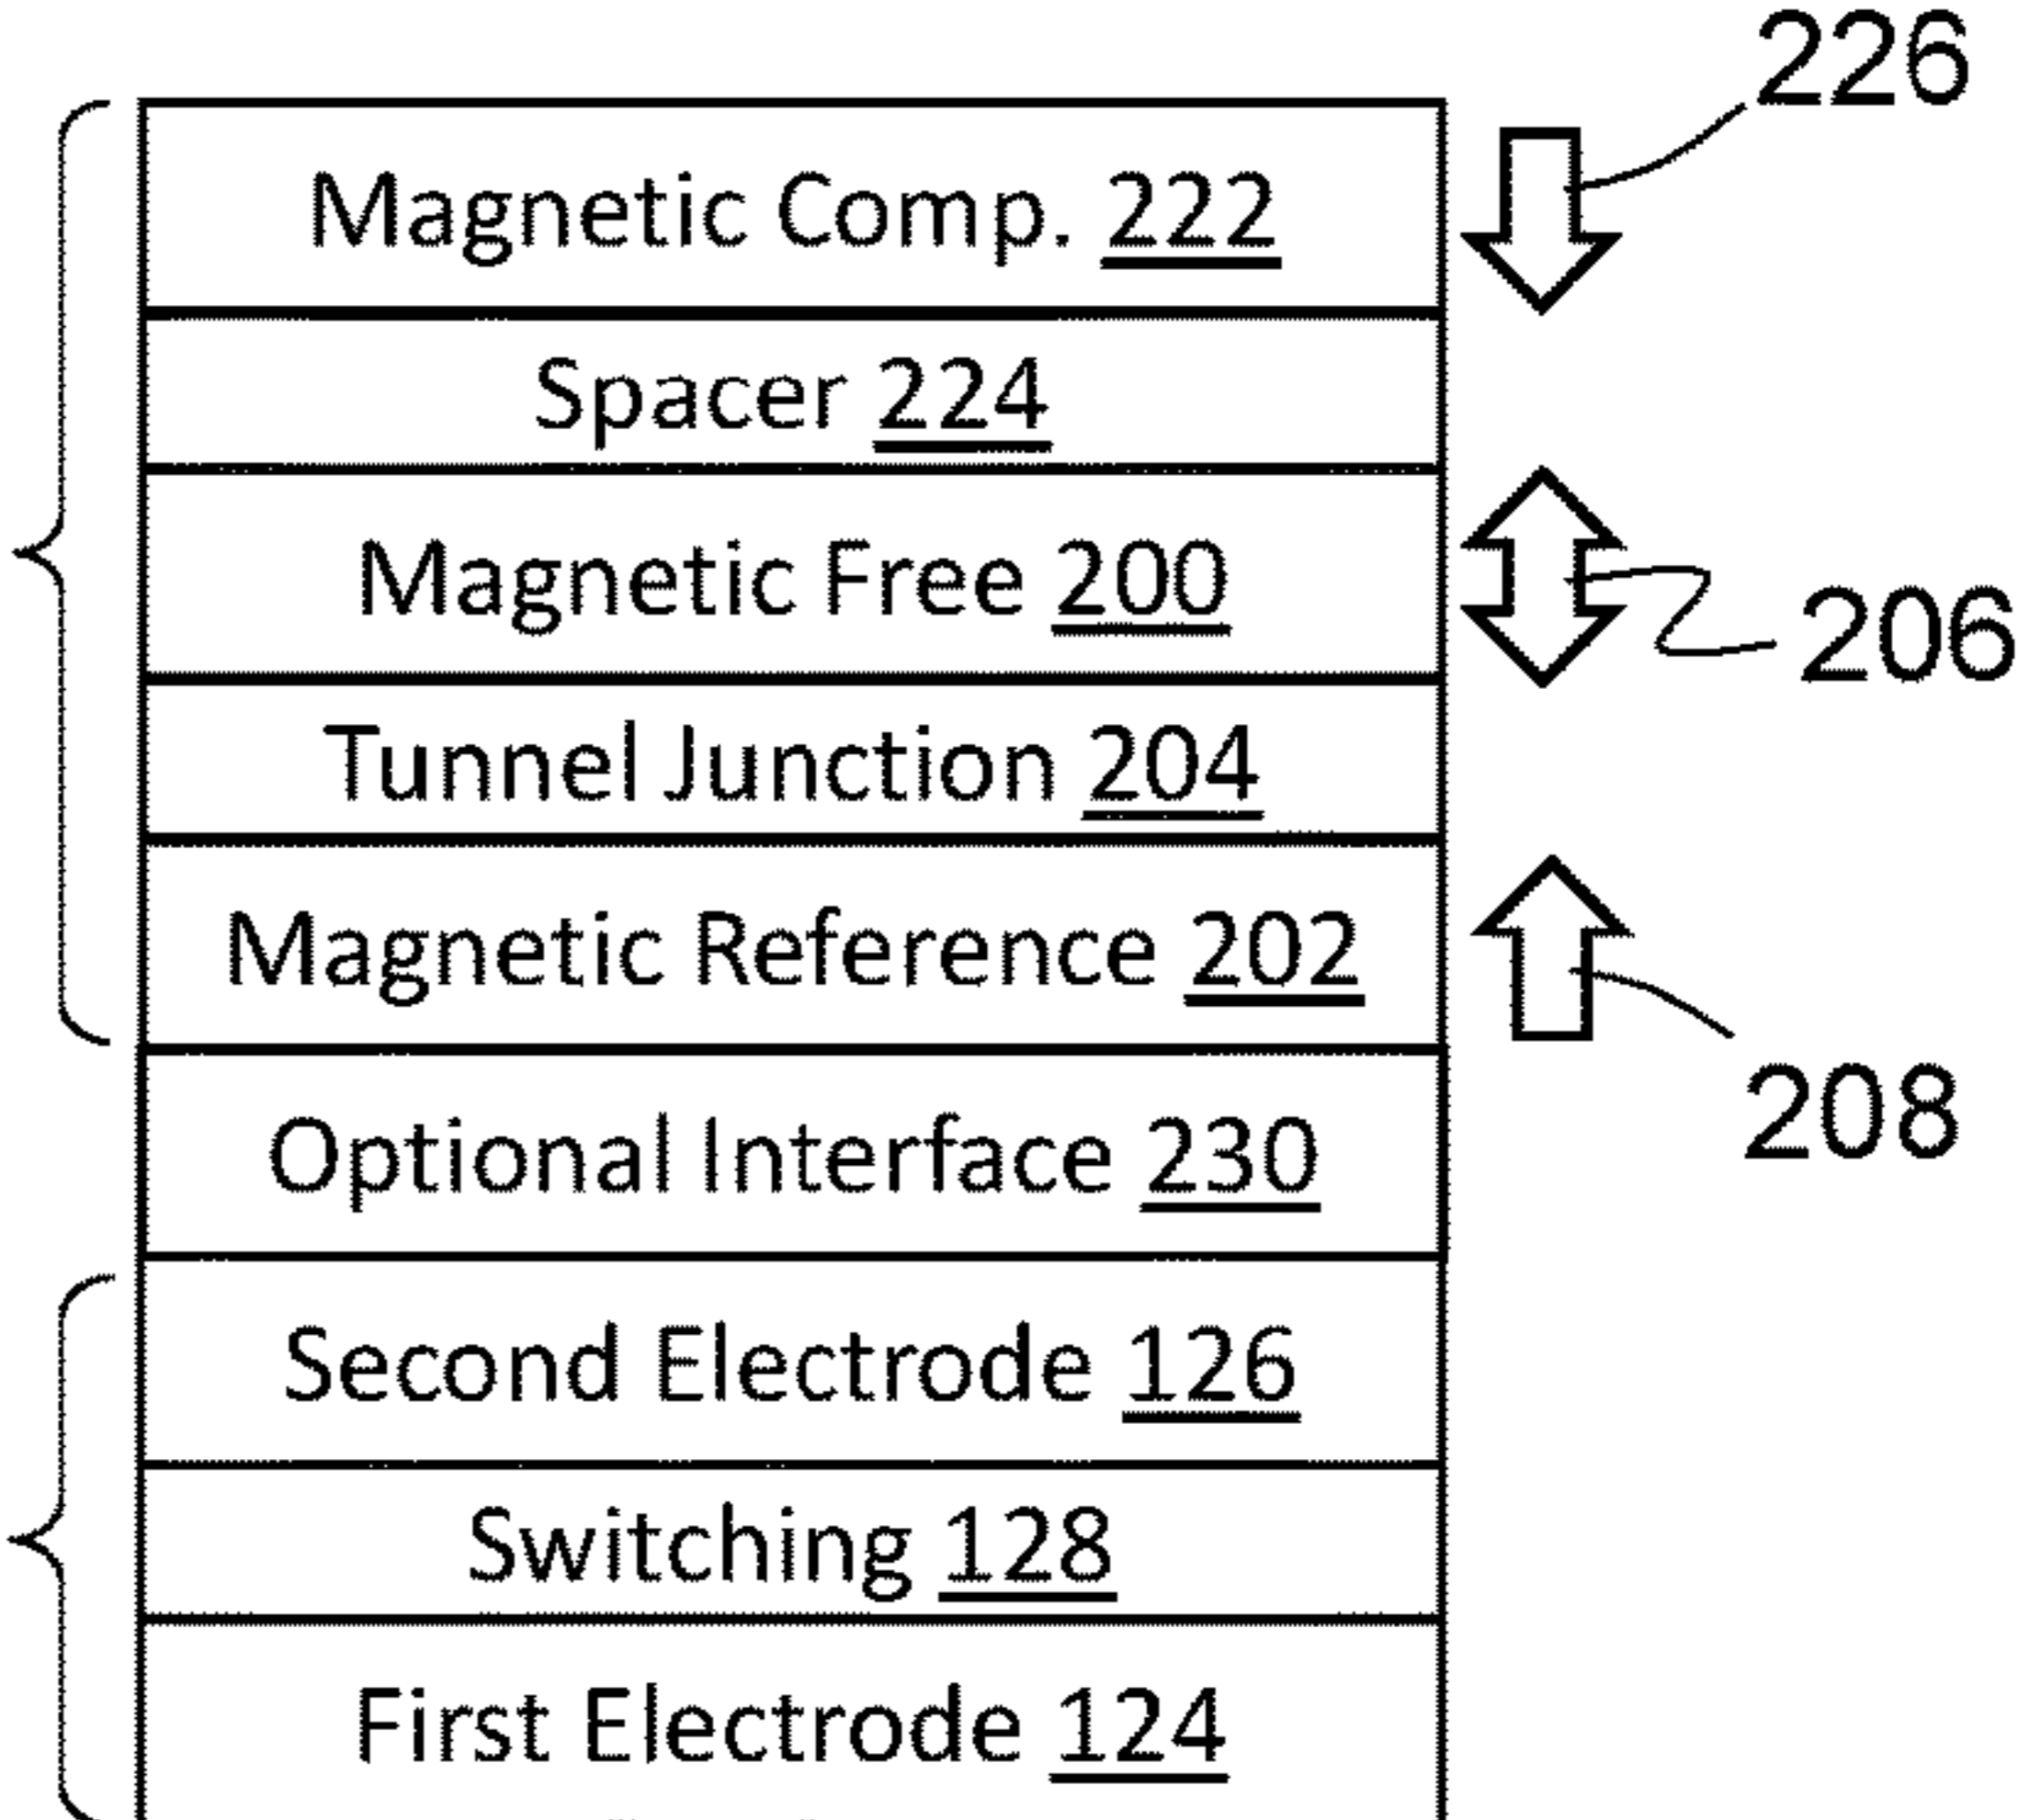 226
Magnetic Comp. 222
Spacer 224
Magnetic Free 200
206
Tunnel Junction 204
Magnetic Reference 202
208
Optional Interface 230
Second Electrode 126
Switching 128
First Electrode 124